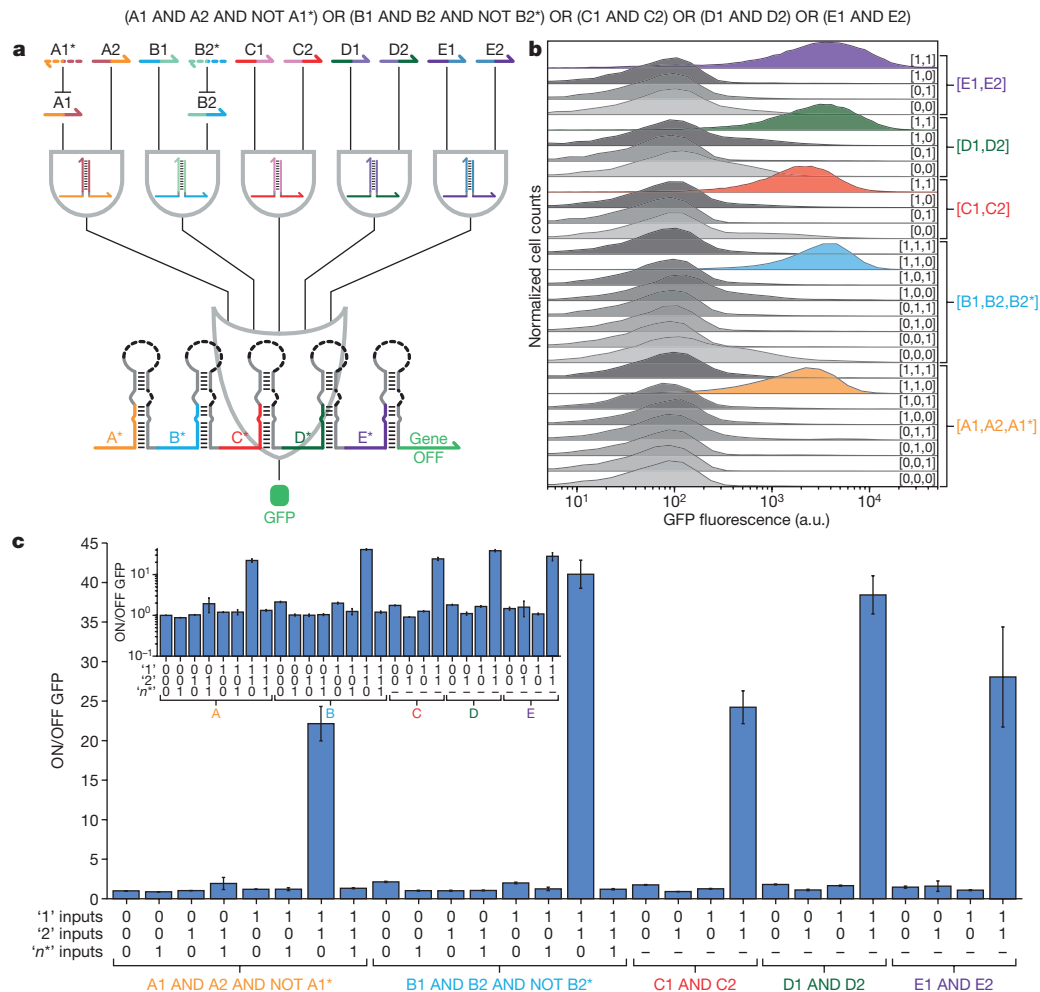 (A1 AND A2 AND NOT A1*) OR (B1 AND B2 AND NOT B2*) OR (C1 AND C2) OR (D1 AND D2) OR (E1 AND E2)
a
A1* A2 B1 B2* C1 C2 D1 D2 E1 E2
A1 B2
A* B* C* D* E* Gene
OFF
GFP
b
Normalized cell counts
[1,1]
[1,0]
[0,1]
[0,0]
[E1,E2]
[1,1]
[1,0]
[0,1]
[0,0]
[D1,D2]
[1,1]
[1,0]
[0,1]
[0,0]
[C1,C2]
[1,1,1]
[1,1,0]
[1,0,1]
[1,0,0]
[0,1,1]
[0,1,0]
[0,0,1]
[0,0,0]
[B1,B2,B2*]
[1,1,1]
[1,1,0]
[1,0,1]
[1,0,0]
[0,1,1]
[0,1,0]
[0,0,1]
[0,0,0]
[A1,A2,A1*]
10¹ 10² 10³ 10⁴
GFP fluorescence (a.u.)
c
ON/OFF GFP
45
40
35
30
25
20
15
10
5
0
ON/OFF GFP
10¹
10⁰
10⁻¹
'1' 0 0 0 0 1 1 1 1 0 0 0 0 1 1 1 1 0 0 1 1 0 0 1 1 0 0 1 1
'2' 0 0 1 1 0 0 1 1 0 0 1 1 0 0 1 1 0 1 0 1 0 1 0 1 0 1 0 1
'n*' 0 1 0 1 0 1 0 1 0 1 0 1 0 1 0 1 – – – – – – – – – – – –
A B C D E
'1' inputs 0 0 0 0 1 1 1 1 0 0 0 0 1 1 1 1 0 0 1 1 0 0 1 1 0 0 1 1
'2' inputs 0 0 1 1 0 0 1 1 0 0 1 1 0 0 1 1 0 1 0 1 0 1 0 1 0 1 0 1
'n*' inputs 0 1 0 1 0 1 0 1 0 1 0 1 0 1 0 1 – – – – – – – – – – – –
A1 AND A2 AND NOT A1* B1 AND B2 AND NOT B2* C1 AND C2 D1 AND D2 E1 AND E2